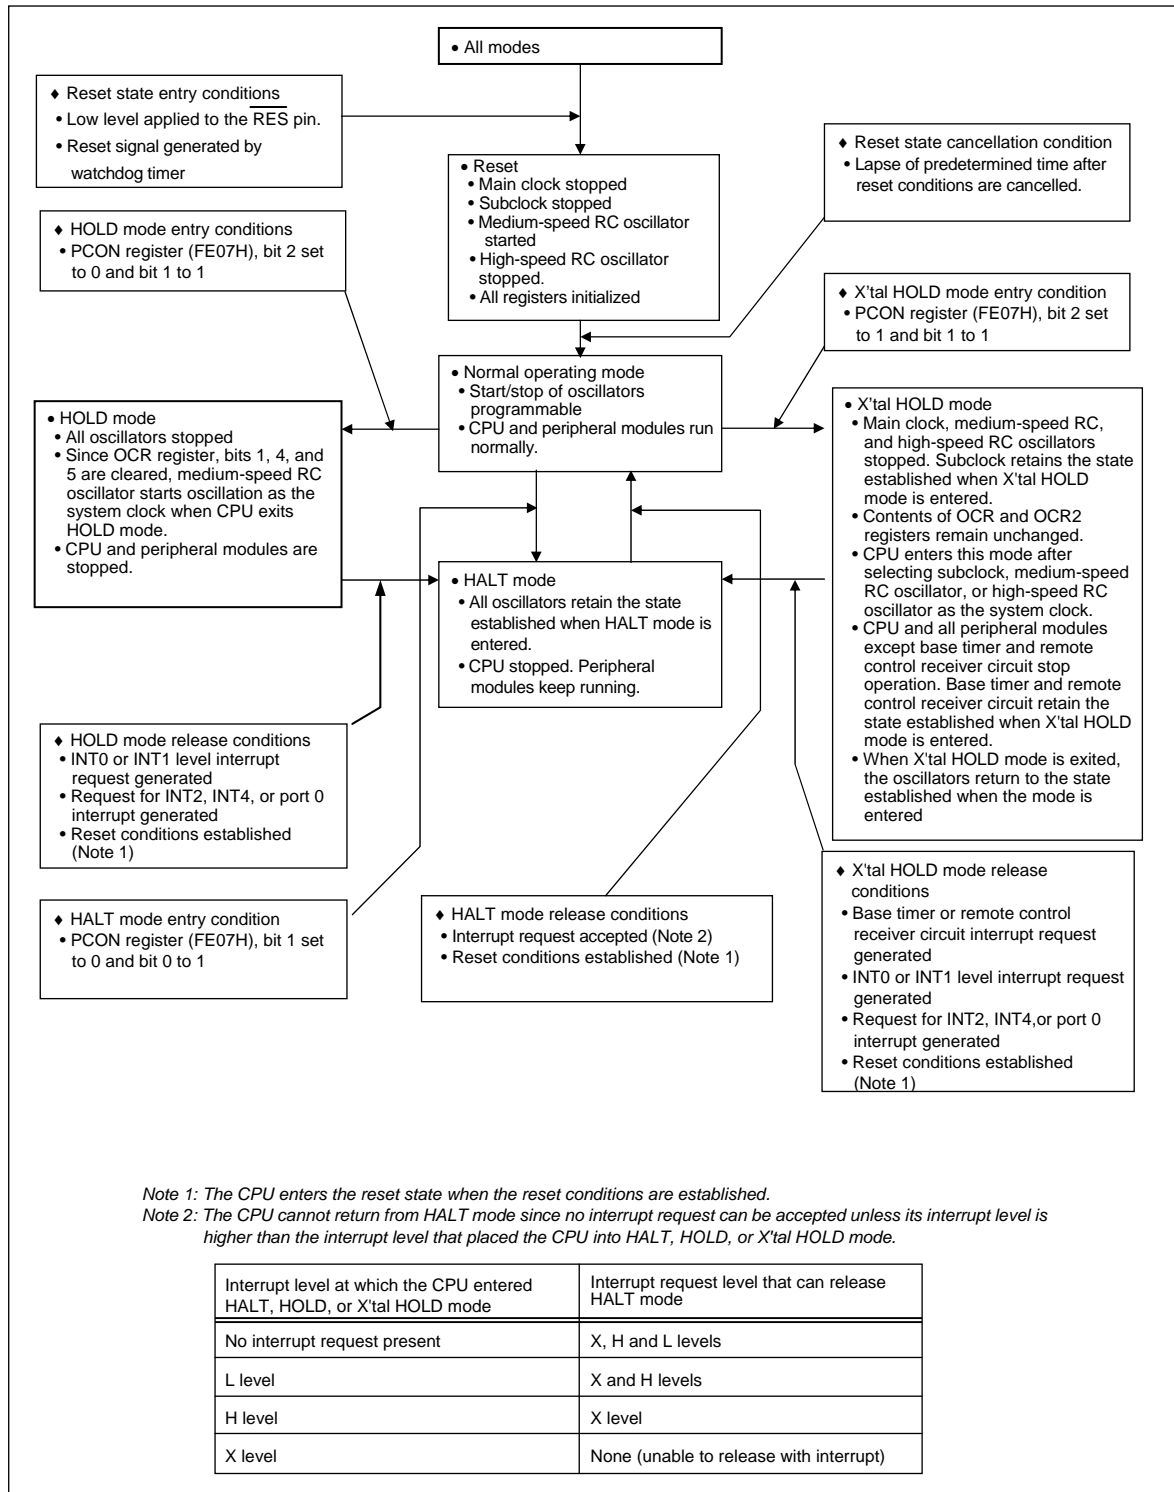 • All modes
♦ Reset state entry conditions
• Low level applied to the RES pin.
• Reset signal generated by
watchdog timer
♦ Reset state cancellation condition
• Lapse of predetermined time after
reset conditions are cancelled.
• Reset
• Main clock stopped
• Subclock stopped
• Medium-speed RC oscillator
started
• High-speed RC oscillator
stopped.
• All registers initialized
♦ HOLD mode entry conditions
• PCON register (FE07H), bit 2 set
to 0 and bit 1 to 1
♦ X'tal HOLD mode entry condition
• PCON register (FE07H), bit 2 set
to 1 and bit 1 to 1
• Normal operating mode
• Start/stop of oscillators
programmable
• CPU and peripheral modules run
normally.
• HOLD mode
• All oscillators stopped
• Since OCR register, bits 1, 4, and
5 are cleared, medium-speed RC
oscillator starts oscillation as the
system clock when CPU exits
HOLD mode.
• CPU and peripheral modules are
stopped.
• X'tal HOLD mode
• Main clock, medium-speed RC,
and high-speed RC oscillators
stopped. Subclock retains the state
established when X'tal HOLD
mode is entered.
• Contents of OCR and OCR2
registers remain unchanged.
• CPU enters this mode after
selecting subclock, medium-speed
RC oscillator, or high-speed RC
oscillator as the system clock.
• CPU and all peripheral modules
except base timer and remote
control receiver circuit stop
operation. Base timer and remote
control receiver circuit retain the
state established when X'tal HOLD
mode is entered.
• When X'tal HOLD mode is exited,
the oscillators return to the state
established when the mode is
entered
• HALT mode
• All oscillators retain the state
established when HALT mode is
entered.
• CPU stopped. Peripheral
modules keep running.
♦ HOLD mode release conditions
• INT0 or INT1 level interrupt
request generated
• Request for INT2, INT4, or port 0
interrupt generated
• Reset conditions established
(Note 1)
♦ HALT mode entry condition
• PCON register (FE07H), bit 1 set
to 0 and bit 0 to 1
♦ HALT mode release conditions
• Interrupt request accepted (Note 2)
• Reset conditions established (Note 1)
♦ X'tal HOLD mode release
conditions
• Base timer or remote control
receiver circuit interrupt request
generated
• INT0 or INT1 level interrupt request
generated
• Request for INT2, INT4,or port 0
interrupt generated
• Reset conditions established
(Note 1)
Note 1: The CPU enters the reset state when the reset conditions are established.
Note 2: The CPU cannot return from HALT mode since no interrupt request can be accepted unless its interrupt level is
higher than the interrupt level that placed the CPU into HALT, HOLD, or X'tal HOLD mode.
Interrupt level at which the CPU entered
HALT, HOLD, or X'tal HOLD mode
Interrupt request level that can release
HALT mode
No interrupt request present
X, H and L levels
L level
X and H levels
H level
X level
X level
None (unable to release with interrupt)